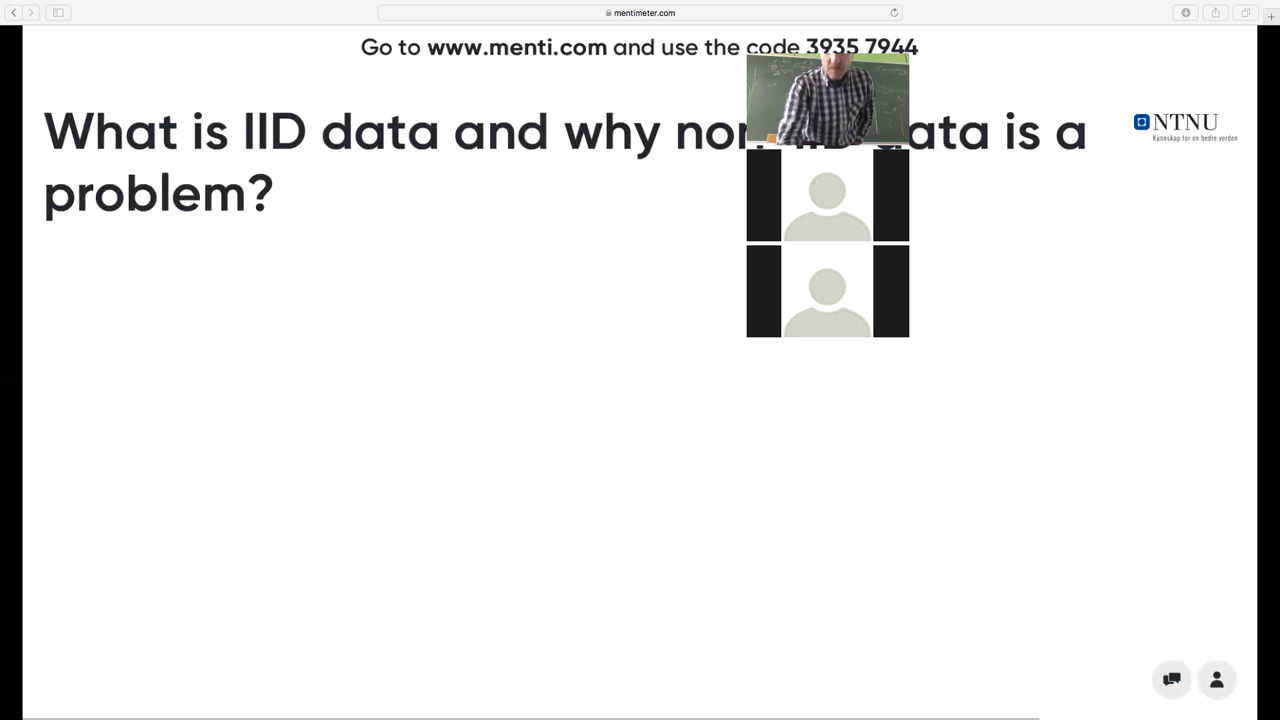 mentimeter.com
Go to www.menti.com and use the code 3935 7944
What is IID data and why non data is a
problem?
NTNU
Kunnskap for en bedre verden